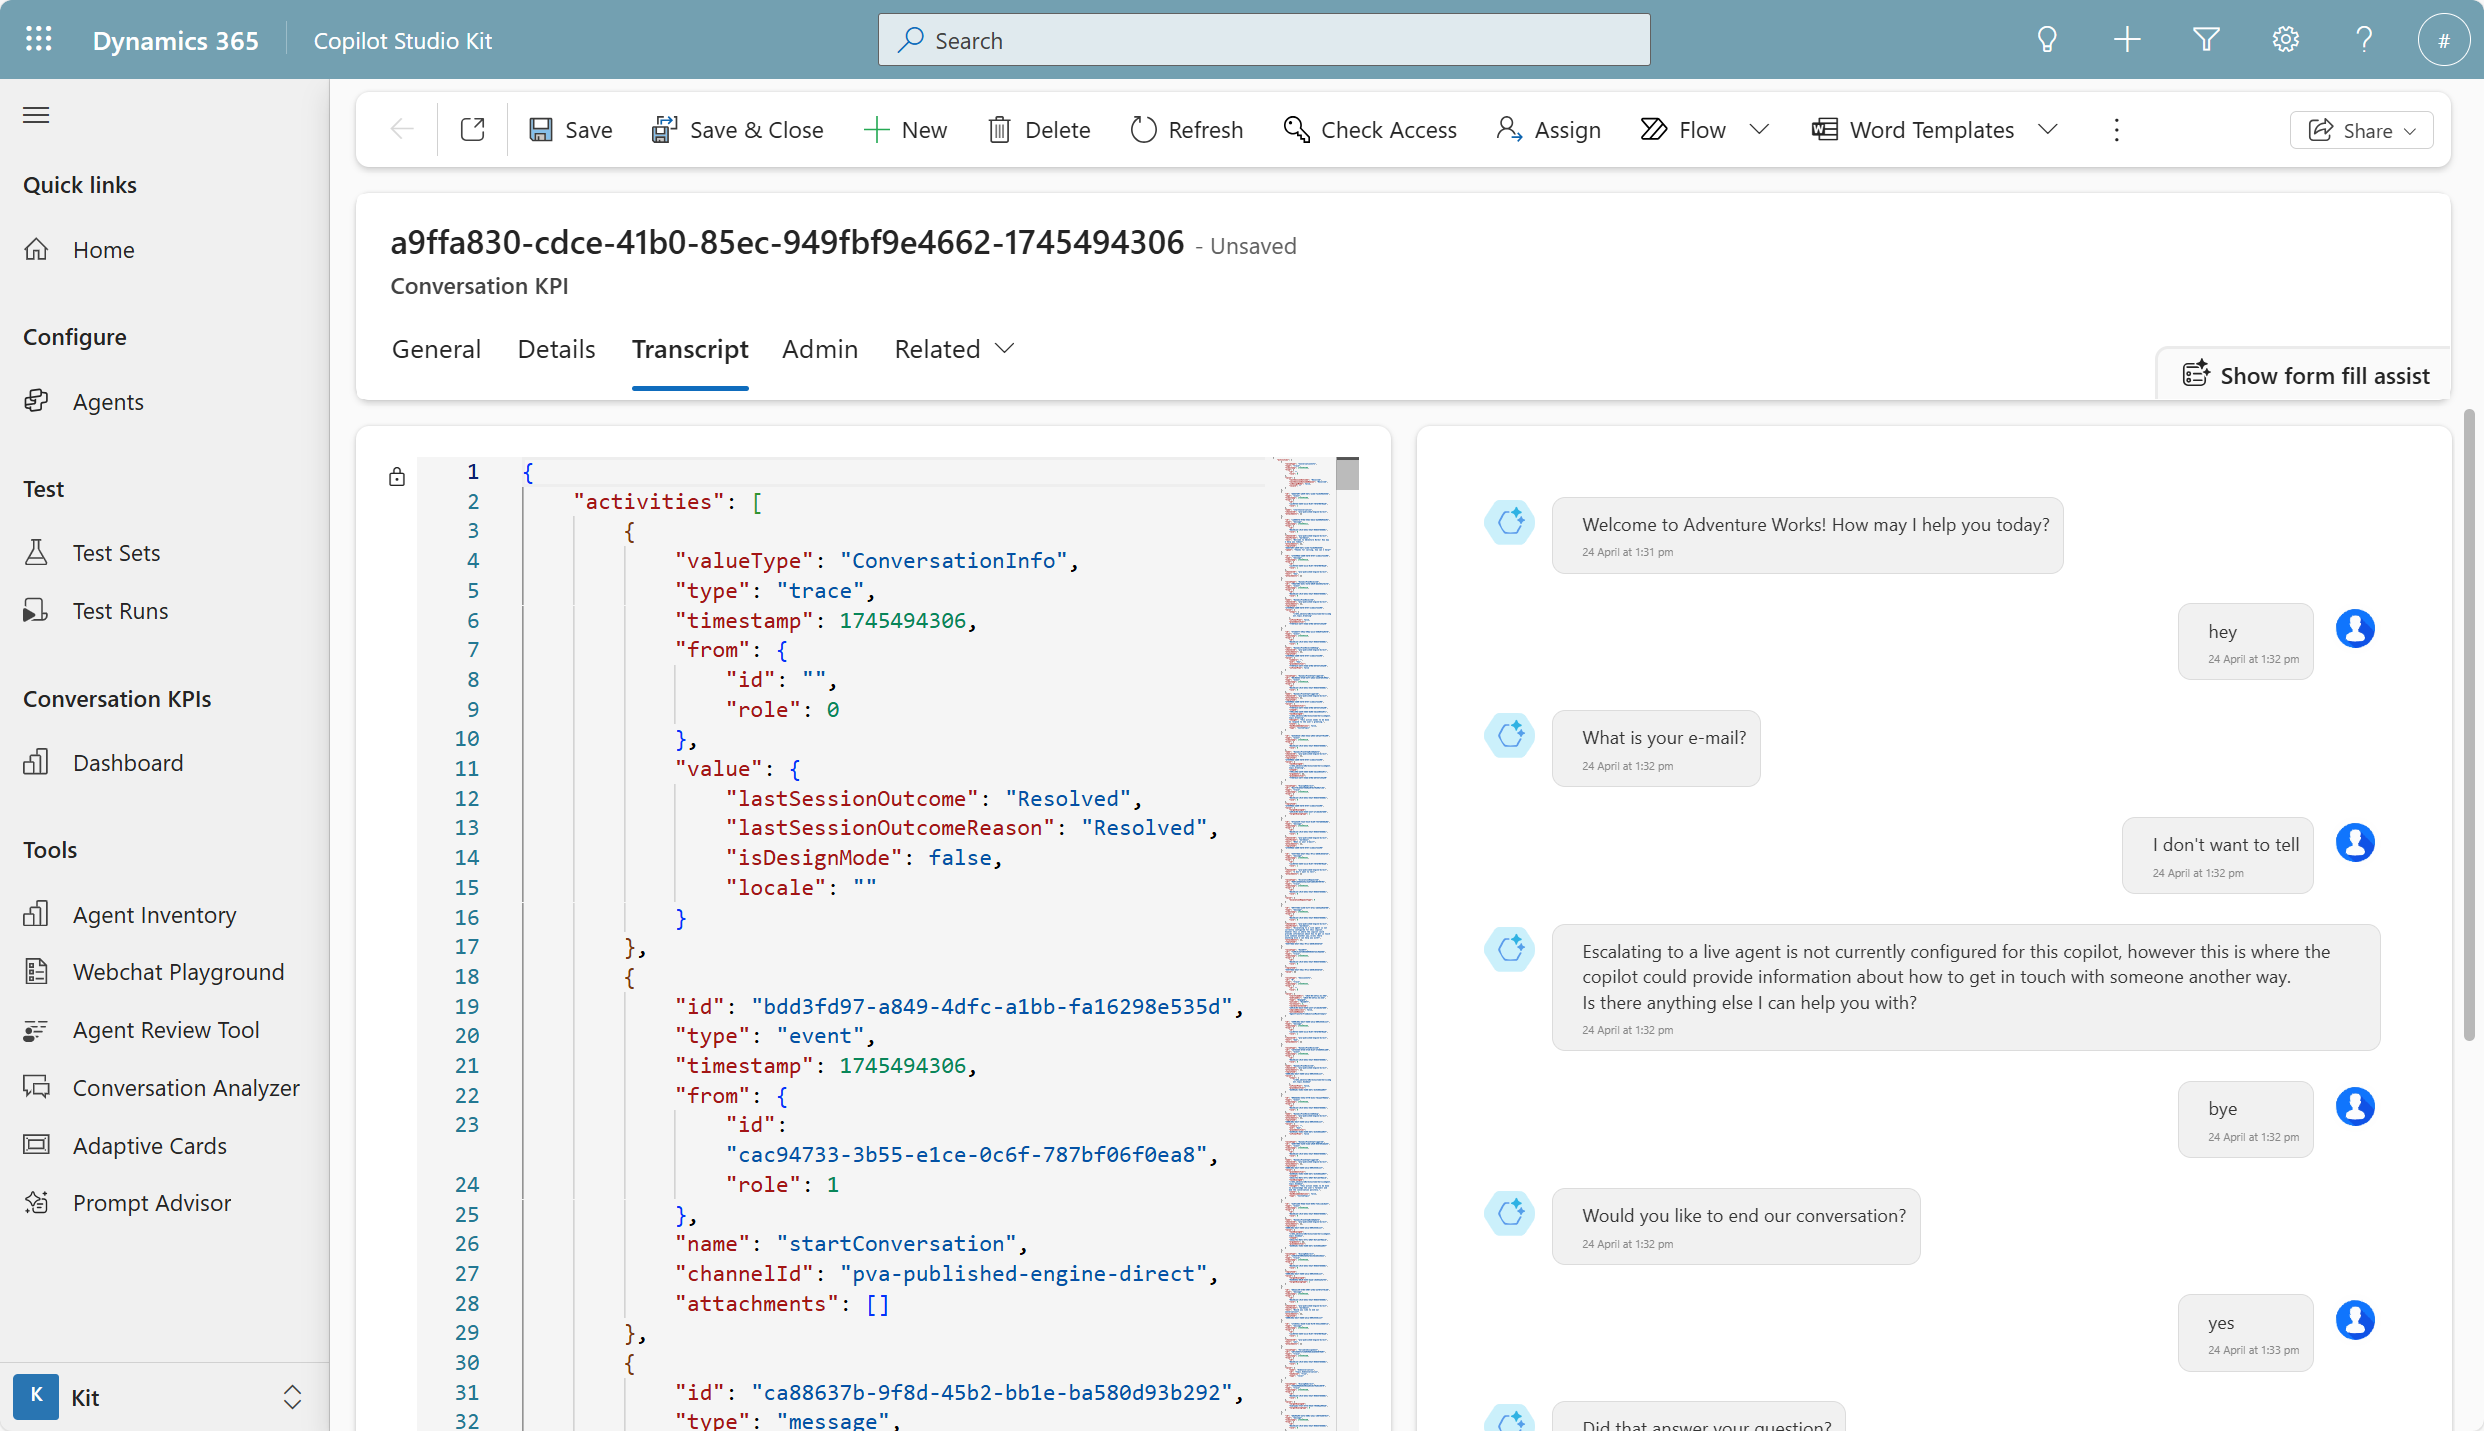 Dynamics 365
Copilot Studio Kit
Search
#
Quick links
Home
Configure
Agents
Test
Test Sets
Test Runs
Conversation KPIs
Dashboard
Tools
Agent Inventory
Webchat Playground
Agent Review Tool
Conversation Analyzer
Adaptive Cards
Prompt Advisor
K
Kit
Save
Save & Close
New
Delete
Refresh
Check Access
Assign
Flow
Word Templates
Share
a9ffa830-cdce-41b0-85ec-949fbf9e4662-1745494306 - Unsaved
Conversation KPI
General
Details
Transcript
Admin
Related
Show form fill assist
1 {
2 "activities": [
3 {
4 "valueType": "ConversationInfo",
5 "type": "trace",
6 "timestamp": 1745494306,
7 "from": {
8 "id": "",
9 "role": 0
10 },
11 "value": {
12 "lastSessionOutcome": "Resolved",
13 "lastSessionOutcomeReason": "Resolved",
14 "isDesignMode": false,
15 "locale": ""
16 }
17 },
18 {
19 "id": "bdd3fd97-a849-4dfc-a1bb-fa16298e535d",
20 "type": "event",
21 "timestamp": 1745494306,
22 "from": {
23 "id":
"cac94733-3b55-e1ce-0c6f-787bf06f0ea8",
24 "role": 1
25 },
26 "name": "startConversation",
27 "channelId": "pva-published-engine-direct",
28 "attachments": []
29 },
30 {
31 "id": "ca88637b-9f8d-45b2-bb1e-ba580d93b292",
32 "type": "message",
Welcome to Adventure Works! How may I help you today?
24 April at 1:31 pm
hey
24 April at 1:32 pm
What is your e-mail?
24 April at 1:32 pm
I don't want to tell
24 April at 1:32 pm
Escalating to a live agent is not currently configured for this copilot, however this is where the
copilot could provide information about how to get in touch with someone another way.
Is there anything else I can help you with?
24 April at 1:32 pm
bye
24 April at 1:32 pm
Would you like to end our conversation?
24 April at 1:32 pm
yes
24 April at 1:33 pm
Did that answer your question?